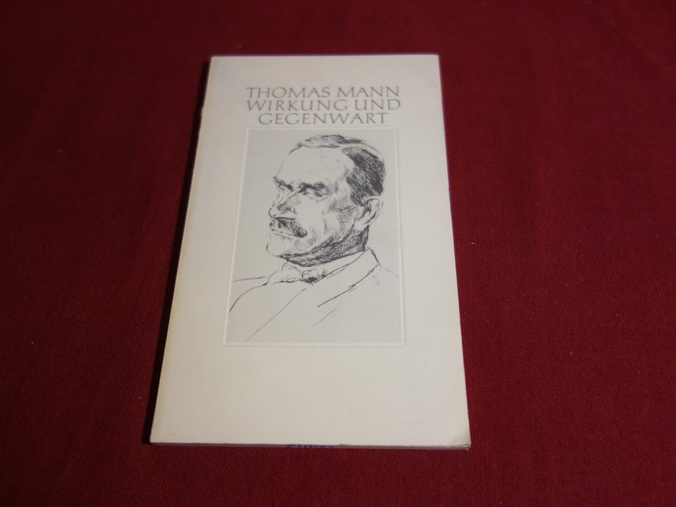 THOMAS MANN
WIRKUNG UND
GEGENWART